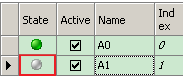 State Active Name Ind
ex
A0 0
A1 1